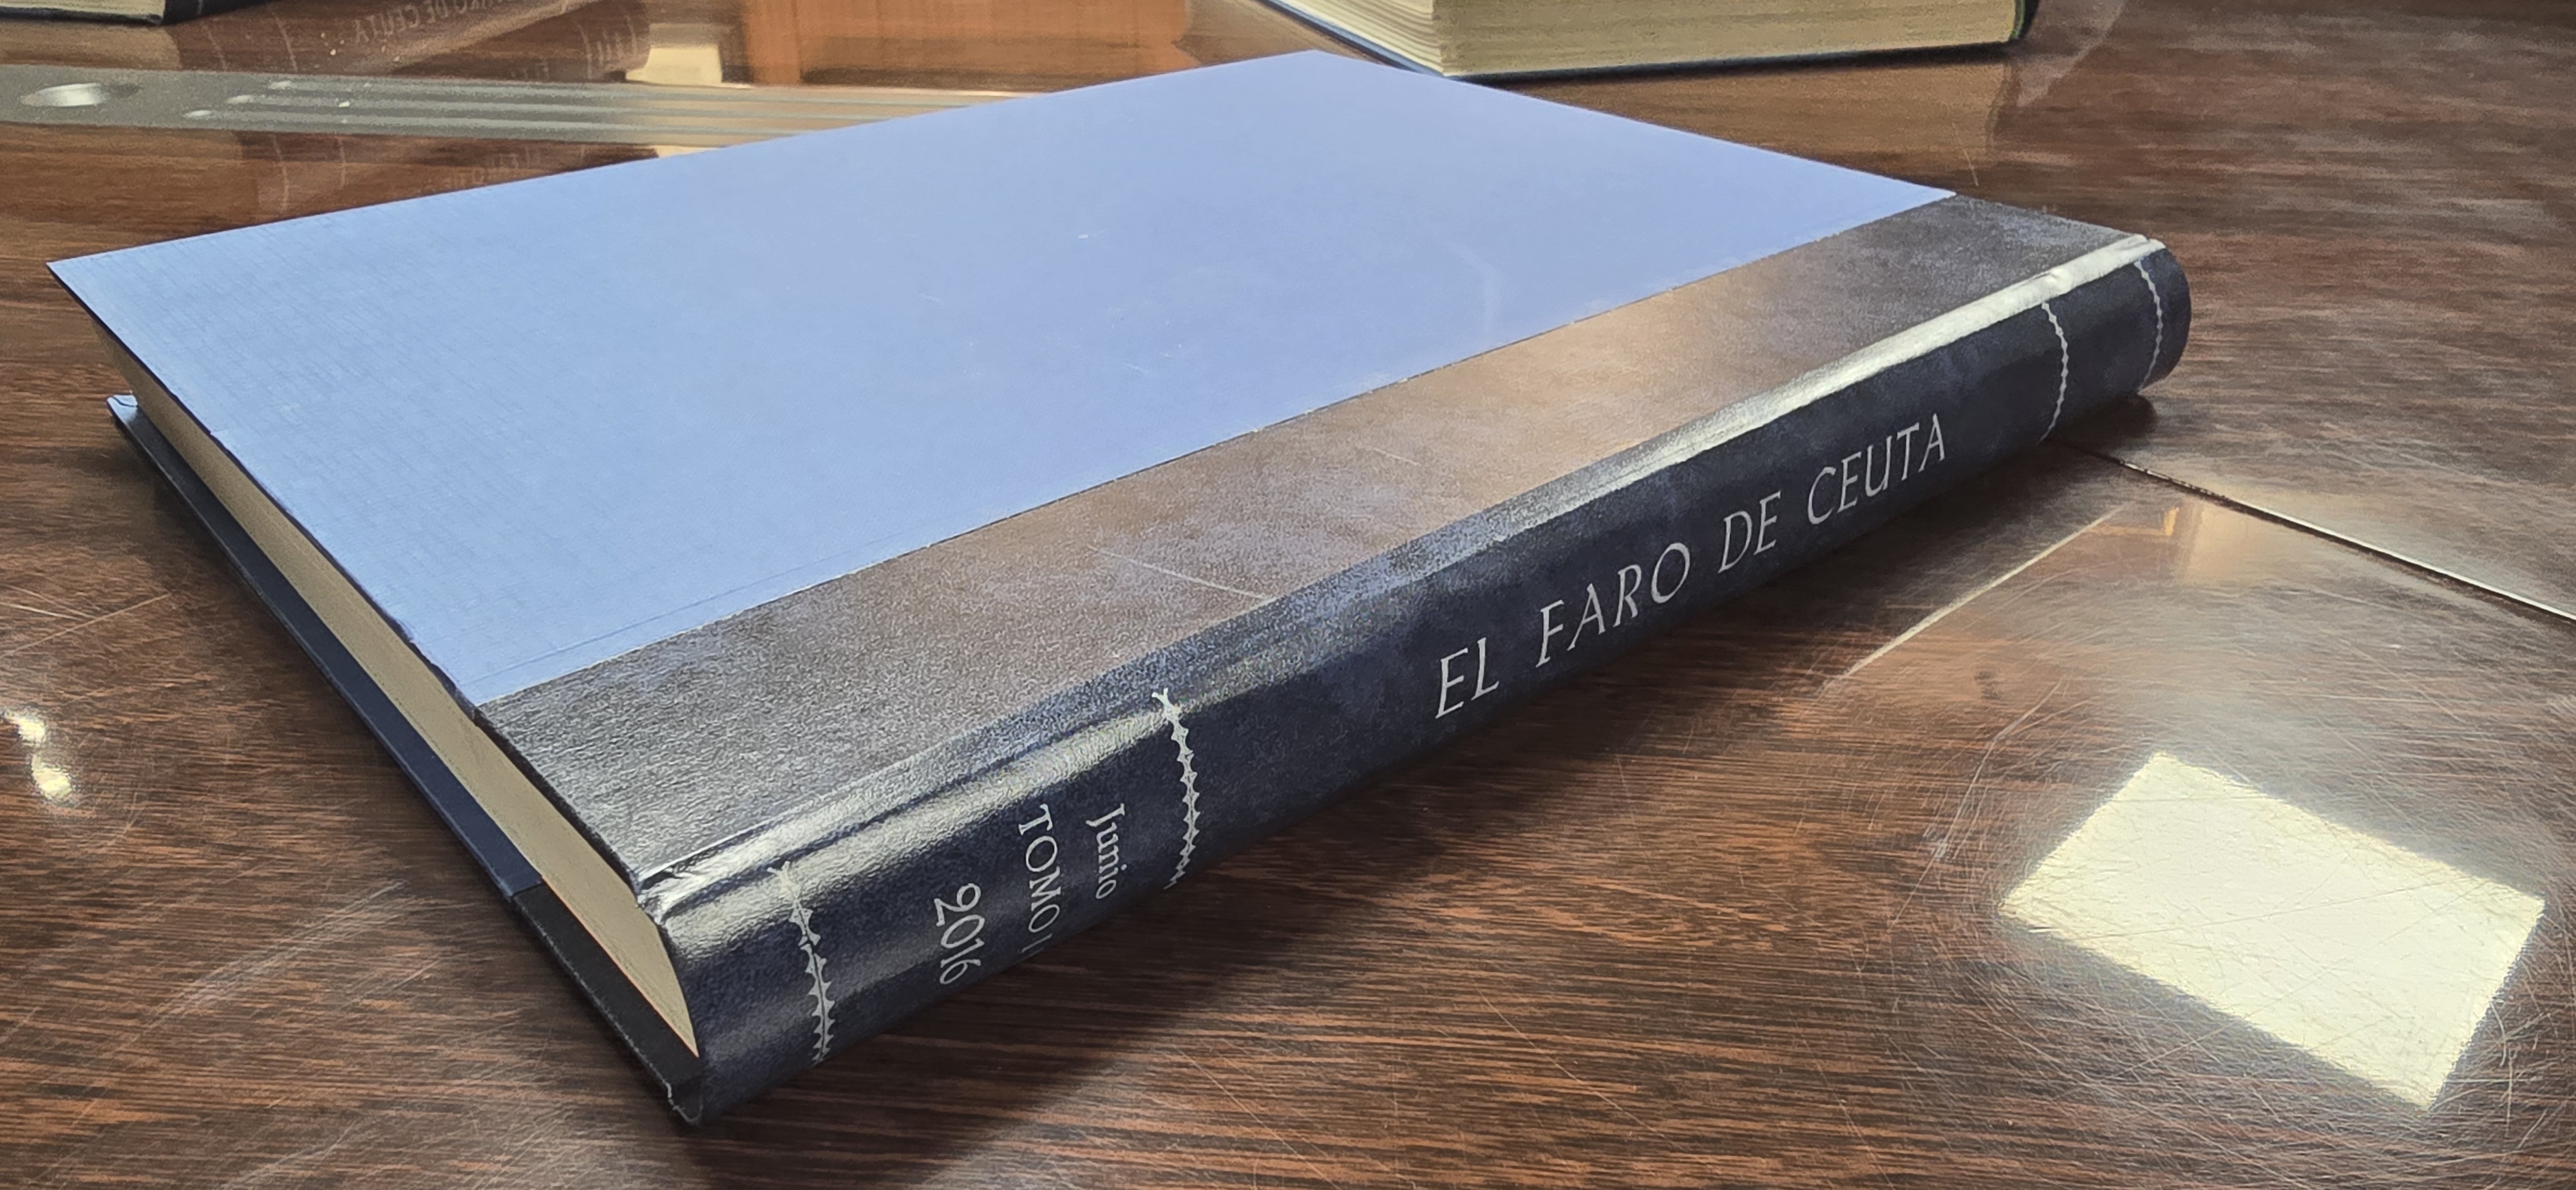 EL FARO DE CEUTA
Junio
TOMO I
2016